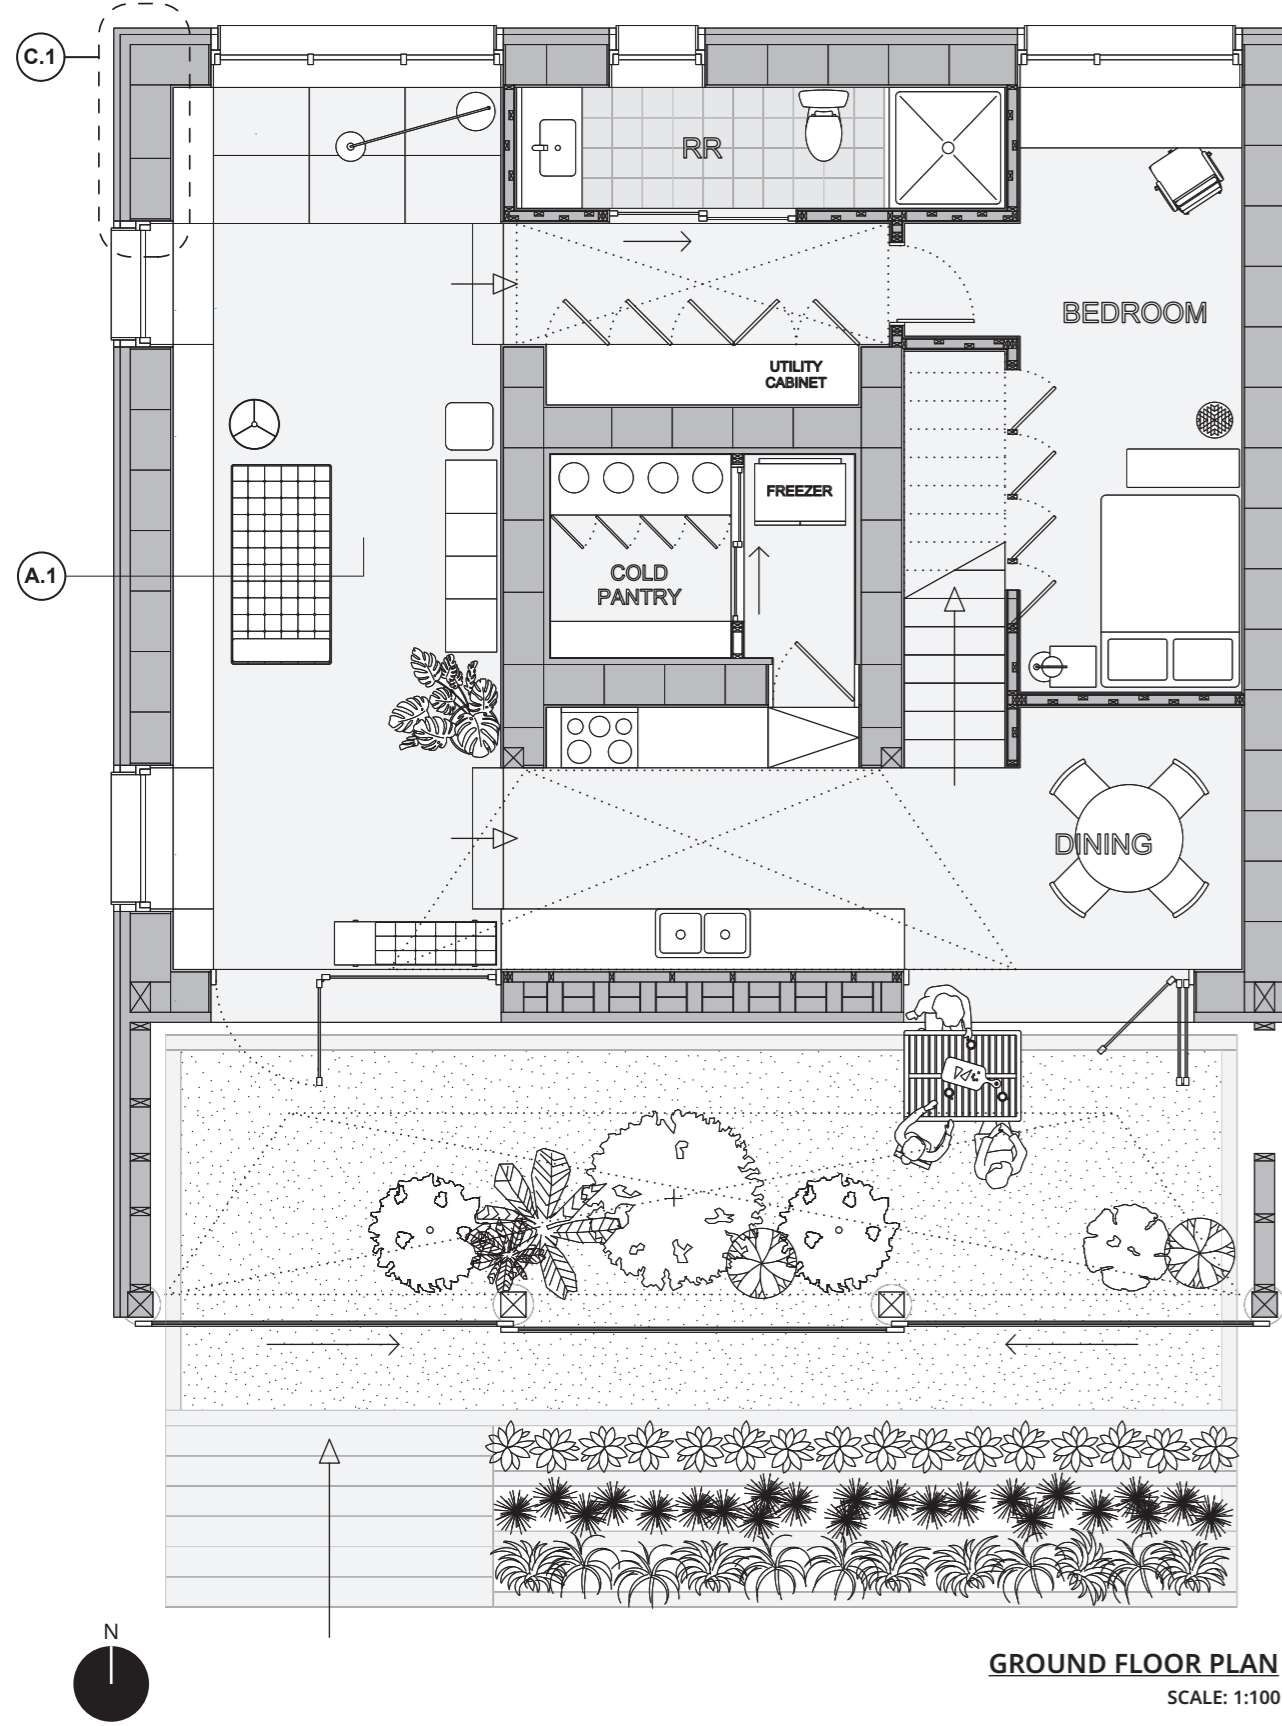 C.1
RR
BEDROOM
UTILITY
CABINET
FREEZER
COLD
PANTRY
A.1
DINING
N
GROUND FLOOR PLAN
SCALE: 1:100